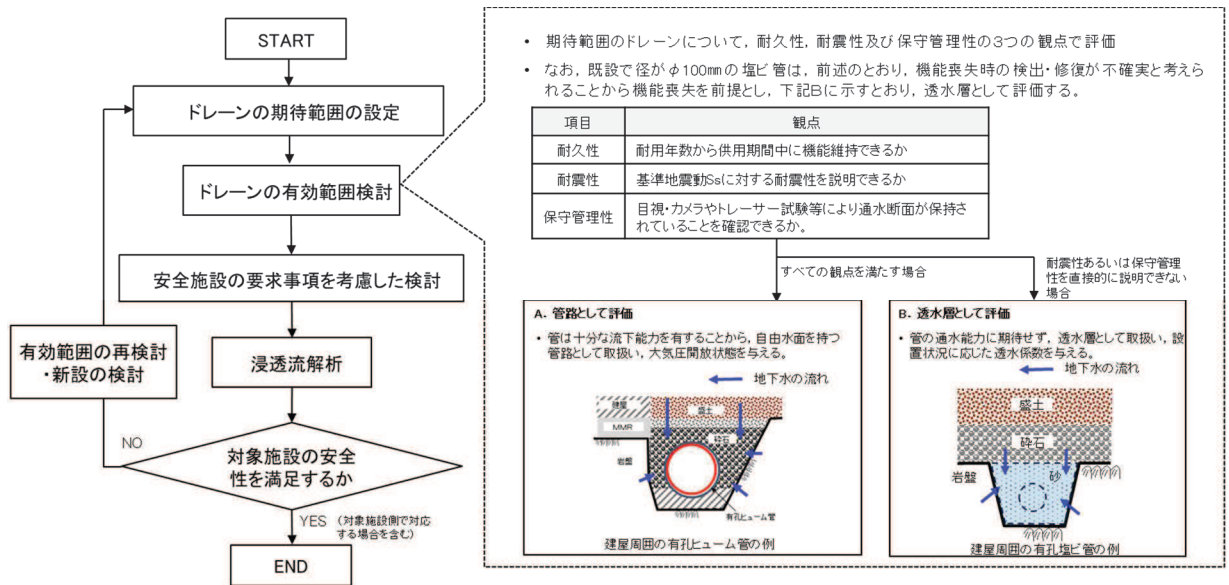 START
ドレーンの期待範囲の設定
ドレーンの有効範囲検討
安全施設の要求事項を考慮した検討
有効範囲の再検討
・新設の検討
浸透流解析
NO
対象施設の安全
性を満足するか
YES (対象施設側で対応
する場合を含む)
END
• 期待範囲のドレーンについて，耐久性，耐震性及び保守管理性の3つの観点で評価
• なお，既設で径がφ100mmの塩ビ管は，前述のとおり，機能喪失時の検出・修復が不確実と考えら
れることから機能喪失を前提とし，下記Bに示すとおり，透水層として評価する。
項目 観点
耐久性 耐用年数から供用期間中に機能維持できるか
耐震性 基準地震動Ssに対する耐震性を説明できるか
保守管理性 目視・カメラやトレーサー試験等により通水断面が保持さ
れていることを確認できるか。
すべての観点を満たす場合
耐震性あるいは保守管理
性を直接的に説明できない
場合
A. 管路として評価
• 管は十分な流下能力を有することから，自由水面を持つ
管路として取扱い，大気圧開放状態を与える。
地下水の流れ
建屋
盛土
MMR
砕石
岩盤
有孔ヒューム管
建屋周囲の有孔ヒューム管の例
B. 透水層として評価
• 管の通水能力に期待せず，透水層として取扱い，設
置状況に応じた透水係数を与える。
地下水の流れ
盛土
砕石
岩盤
砂
建屋周囲の有孔塩ビ管の例